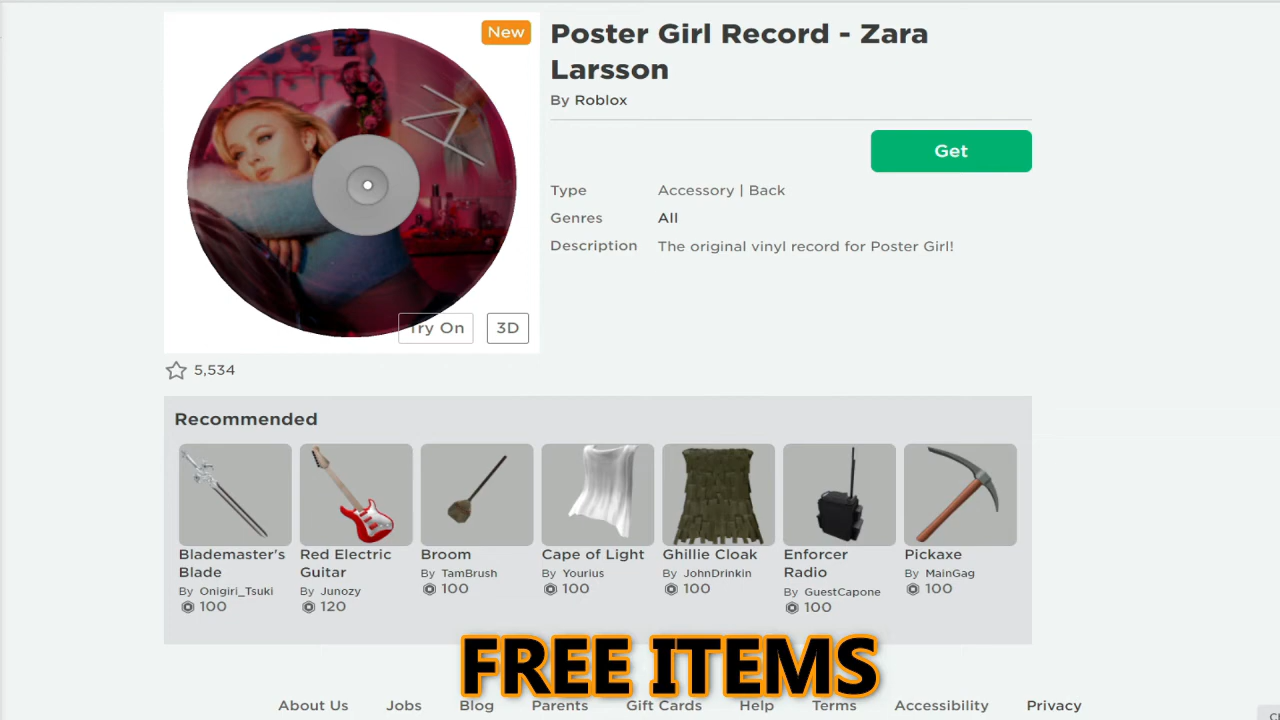 New
Poster Girl Record - Zara
Larsson
By Roblox
Get
Type Accessory | Back
Genres All
Description The original vinyl record for Poster Girl!
Try On 3D
5,534
Recommended
Blademaster's
Blade
By Onigiri_Tsuki
100
Red Electric
Guitar
By Junozy
120
Broom
By TamBrush
100
Cape of Light
By Yourius
100
Ghillie Cloak
By JohnDrinkin
100
Enforcer
Radio
By GuestCapone
100
Pickaxe
By MainGag
100
FREE ITEMS
About Us Jobs Blog Parents Gift Cards Help Terms Accessibility Privacy